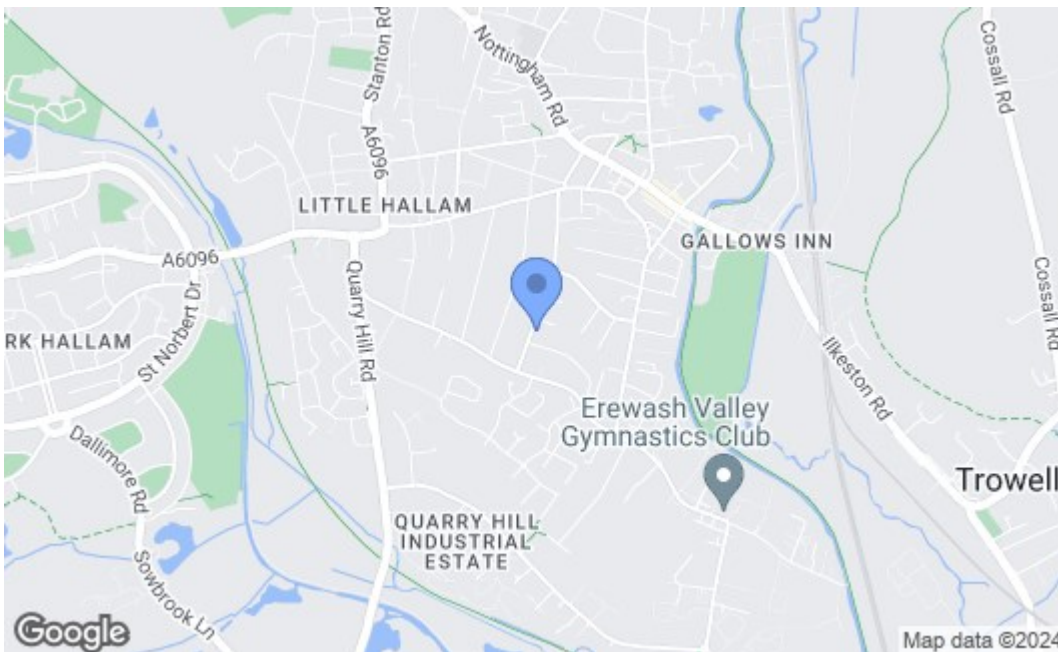 Stanton Rd
A6096
Nottingham Rd
Cossall Rd
LITTLE HALLAM
GALLOWS INN
A6096
Quarry Hill Rd
St Norbert Dr
RK HALLAM
Cossall Rd
Ilkeston Rd
Erewash Valley
Gymnastics Club
Dallimore Rd
Trowell
QUARRY HILL
INDUSTRIAL
ESTATE
Sowbrook Ln
Google
Map data ©2024